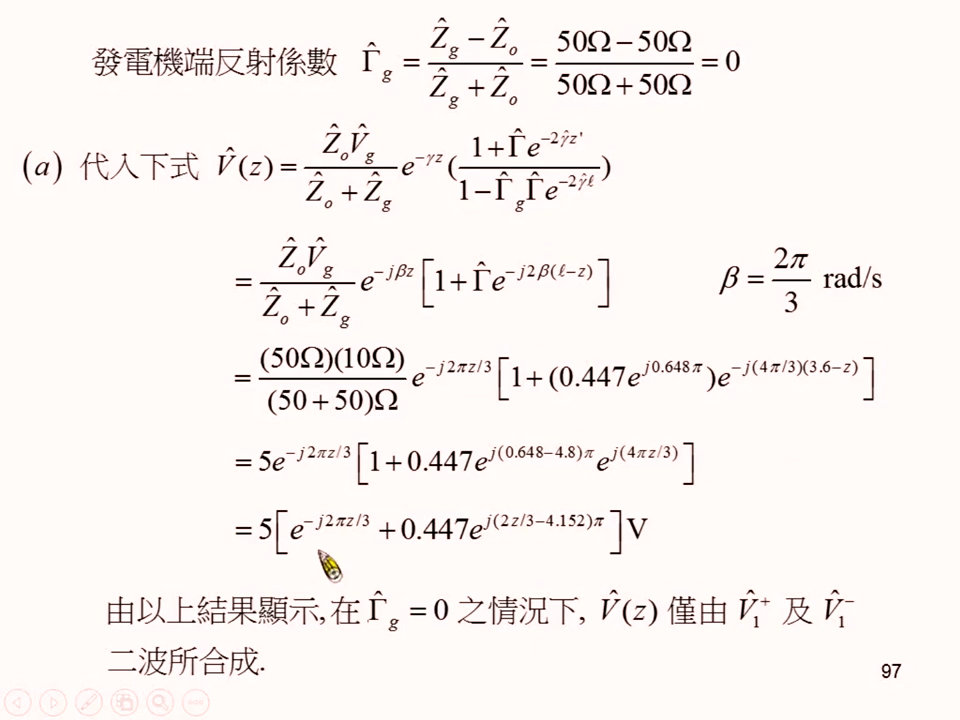 發電機端反射係數 Γ̂_g = (Ẑ_g − Ẑ_o)/(Ẑ_g + Ẑ_o) = (50Ω − 50Ω)/(50Ω + 50Ω) = 0
(a) 代入下式 V̂(z) = (Ẑ_o V̂_g)/(Ẑ_o + Ẑ_g) e^{−γz} ((1 + Γ̂e^{−2γ̂z'})/(1 − Γ̂_gΓ̂e^{−2γ̂ℓ}))
= (Ẑ_o V̂_g)/(Ẑ_o + Ẑ_g) e^{−jβz} [1 + Γ̂e^{−j2β(ℓ−z)}] β = 2π/3 rad/s
= (50Ω)(10Ω)/(50 + 50)Ω e^{−j2πz/3} [1 + (0.447e^{j0.648π})e^{−j(4π/3)(3.6−z)}]
= 5e^{−j2πz/3} [1 + 0.447e^{j(0.648−4.8)π} e^{j(4πz/3)}]
= 5[e^{−j2πz/3} + 0.447e^{j(2z/3−4.152)π}] V
由以上結果顯示, 在 Γ̂_g = 0 之情況下, V̂(z) 僅由 V̂_1^+ 及 V̂_1^−
二波所合成.
97